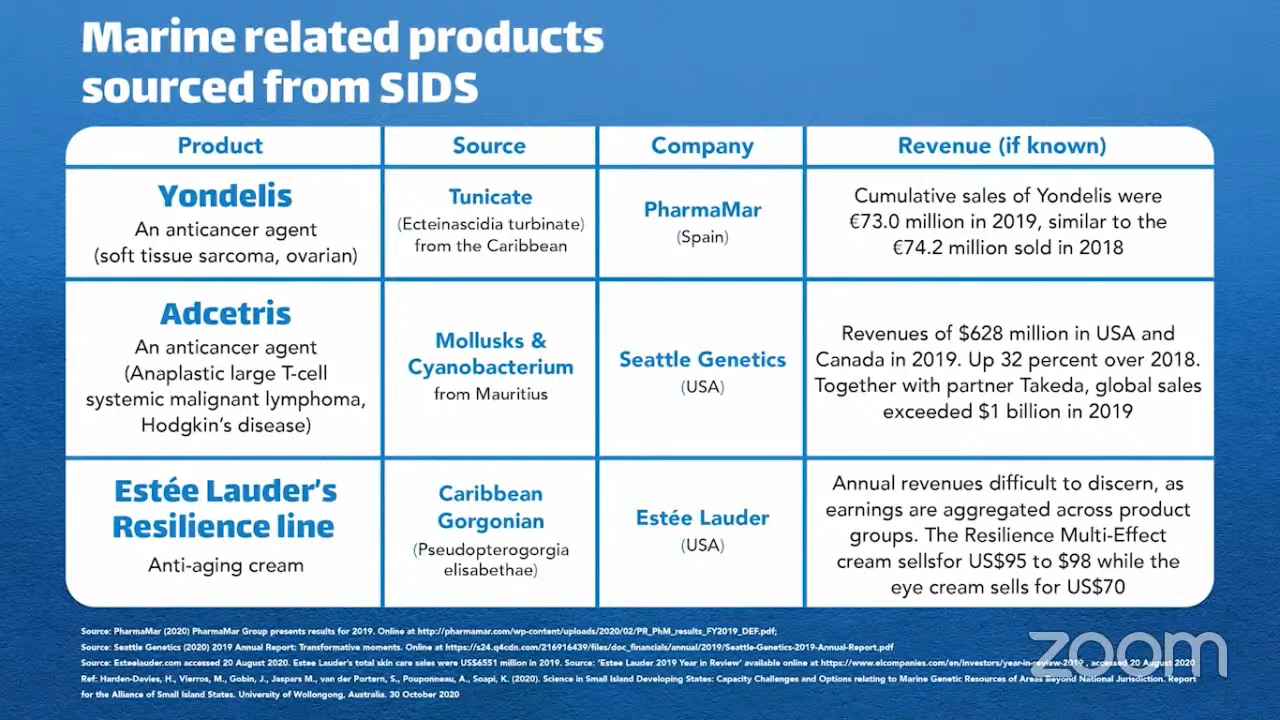 Marine related products
sourced from SIDS
Product
Source
Company
Revenue (if known)
Yondelis
An anticancer agent
(soft tissue sarcoma, ovarian)
Tunicate
(Ecteinascidia turbinate)
from the Caribbean
PharmaMar
(Spain)
Cumulative sales of Yondelis were
€73.0 million in 2019, similar to the
€74.2 million sold in 2018
Adcetris
An anticancer agent
(Anaplastic large T-cell
systemic malignant lymphoma,
Hodgkin's disease)
Mollusks &
Cyanobacterium
from Mauritius
Seattle Genetics
(USA)
Revenues of $628 million in USA and
Canada in 2019. Up 32 percent over 2018.
Together with partner Takeda, global sales
exceeded $1 billion in 2019
Estée Lauder's
Resilience line
Anti-aging cream
Caribbean
Gorgonian
(Pseudopterogorgia
elisabethae)
Estée Lauder
(USA)
Annual revenues difficult to discern, as
earnings are aggregated across product
groups. The Resilience Multi-Effect
cream sellsfor US$95 to $98 while the
eye cream sells for US$70
Source: PharmaMar (2020) PharmaMar Group presents results for 2019. Online at http://pharmamar.com/wp-content/uploads/2020/02/PR_PhM_results_FY2019_DEF.pdf;
Source: Seattle Genetics (2020) 2019 Annual Report: Transformative moments. Online at https://s24.q4cdn.com/216916439/files/doc_financials/annual/2019/Seattle-Genetics-2019-Annual-Report.pdf
Source: Esteelauder.com accessed 20 August 2020. Estee Lauder's total skin care sales were US$6551 million in 2019. Source: 'Estee Lauder 2019 Year in Review' available online at https://www.elcompanies.com/en/investors/year-in-review-2019 , accessed 20 August 2020
Ref: Harden-Davies, H., Vierros, M., Gobin, J., Jaspars M., van der Portern, S., Pouponneau, A., Soapi, K. (2020). Science in Small Island Developing States: Capacity Challenges and Options relating to Marine Genetic Resources of Areas Beyond National Jurisdiction. Report
for the Alliance of Small Island States. University of Wollongong, Australia. 30 October 2020
zoom